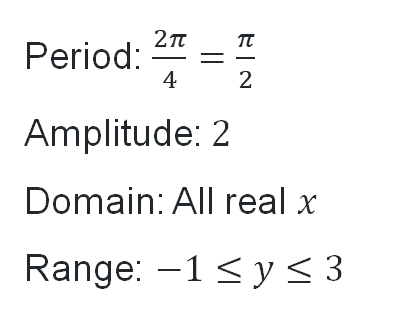 Period: 2π/4 = π/2
Amplitude: 2
Domain: All real x
Range: −1 ≤ y ≤ 3